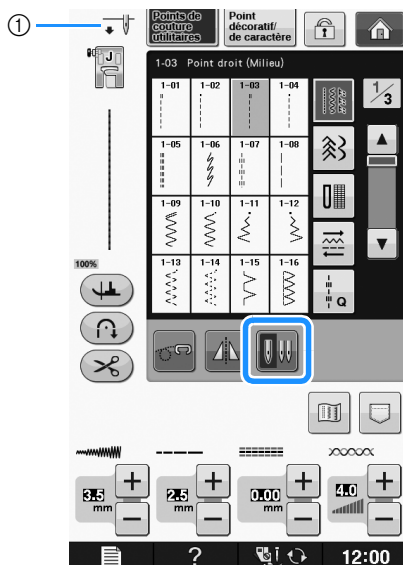 ①
Points de couture utilitaires
Point décoratif/ de caractère
J
1-03 Point droit (Milieu)
1/3
1-01 1-02 1-03 1-04
1-05 1-06 1-07 1-08
1-09 1-10 1-11 1-12
1-13 1-14 1-15 1-16
Q
100%
3.5 mm
2.5 mm
0.00 mm
4.0
?
12:00